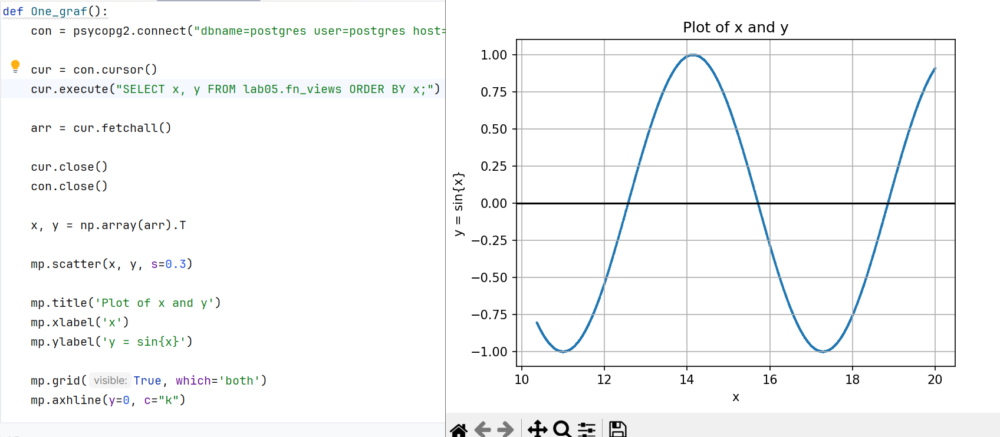 def One_graf():
con = psycopg2.connect("dbname=postgres user=postgres host=
cur = con.cursor()
cur.execute("SELECT x, y FROM lab05.fn_views ORDER BY x;")
arr = cur.fetchall()
cur.close()
con.close()
x, y = np.array(arr).T
mp.scatter(x, y, s=0.3)
mp.title('Plot of x and y')
mp.xlabel('x')
mp.ylabel('y = sin{x}')
mp.grid( visible: True, which='both')
mp.axhline(y=0, c="k")
Plot of x and y
y = sin{x}
1.00
0.75
0.50
0.25
0.00
−0.25
−0.50
−0.75
−1.00
10 12 14 16 18 20
x